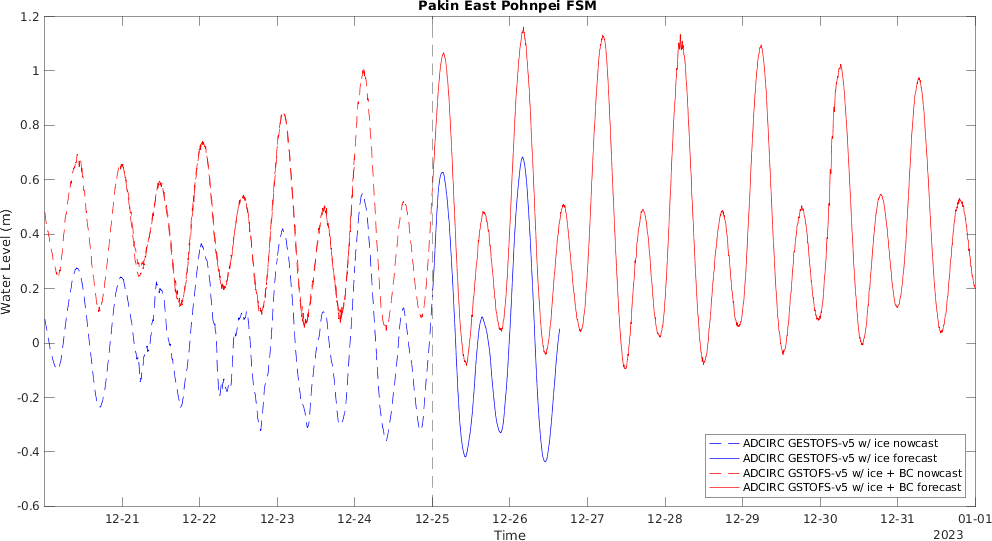 Pakin East Pohnpei FSM
1.2
1
0.8
0.6
0.4
0.2
0
-0.2
-0.4
-0.6
Water Level (m)
ADCIRC GESTOFS-v5 w/ ice nowcast
ADCIRC GESTOFS-v5 w/ ice forecast
ADCIRC GSTOFS-v5 w/ ice + BC nowcast
ADCIRC GSTOFS-v5 w/ ice + BC forecast
12-21 12-22 12-23 12-24 12-25 12-26 12-27 12-28 12-29 12-30 12-31 01-01
Time
2023